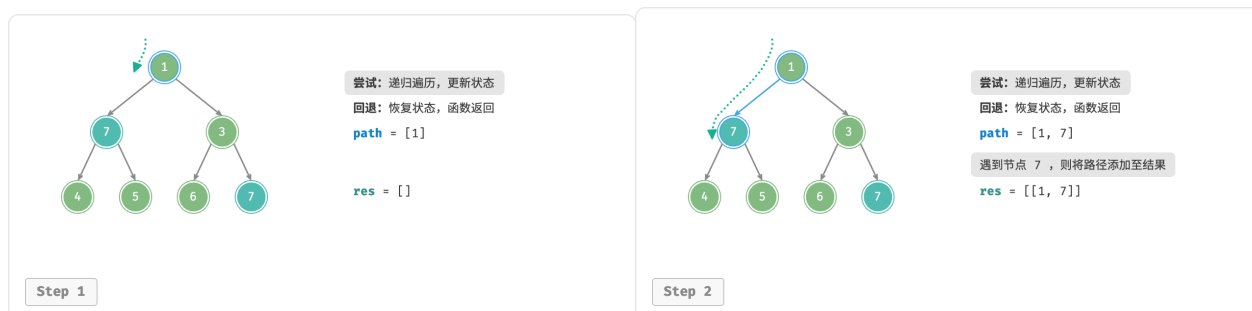 1
7
3
4
5
6
7
尝试：递归遍历，更新状态
回退：恢复状态，函数返回
path = [1]
res = []
Step 1
1
7
3
4
5
6
7
尝试：递归遍历，更新状态
回退：恢复状态，函数返回
path = [1, 7]
遇到节点 7 ，则将路径添加至结果
res = [[1, 7]]
Step 2